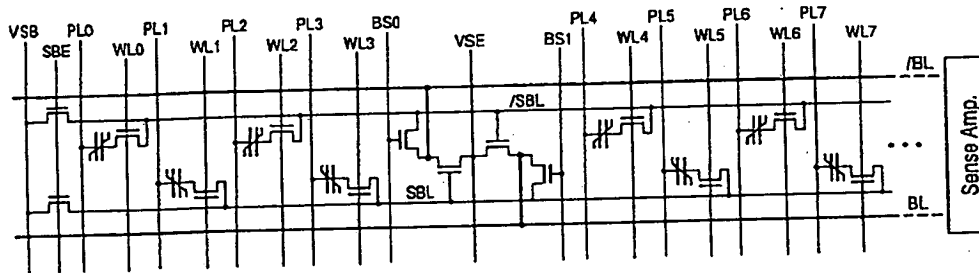 VSB PL0 PL1 PL2 PL3 BS0 VSE PL4 PL5 PL6 PL7
SBE WL0 WL1 WL2 WL3 BS1 WL4 WL5 WL6 WL7
/BL
/SBL
SBL
BL
Sense Amp.